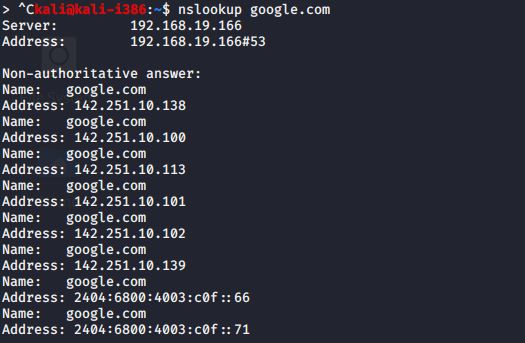 > ^Ckali@kali-i386:~$ nslookup google.com
Server:         192.168.19.166
Address:        192.168.19.166#53

Non-authoritative answer:
Name:   google.com
Address: 142.251.10.138
Name:   google.com
Address: 142.251.10.100
Name:   google.com
Address: 142.251.10.113
Name:   google.com
Address: 142.251.10.101
Name:   google.com
Address: 142.251.10.102
Name:   google.com
Address: 142.251.10.139
Name:   google.com
Address: 2404:6800:4003:c0f::66
Name:   google.com
Address: 2404:6800:4003:c0f::71